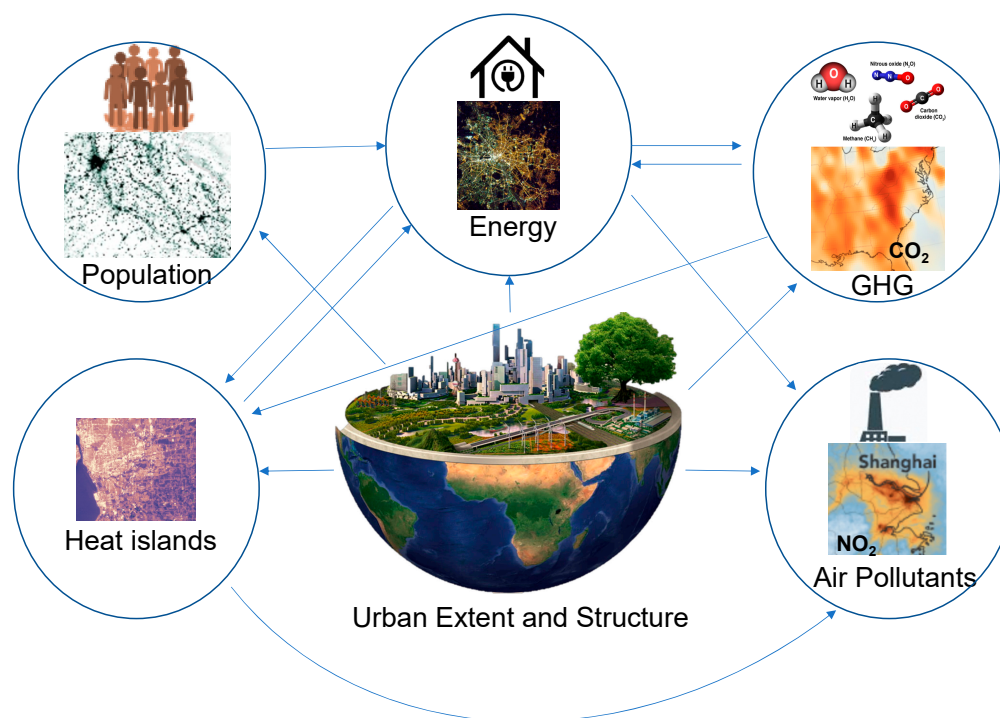 Population
Energy
H
O
H
Water vapor (H₂O)
Nitrous oxide (N₂O)
N
N
O
O
C
O
Carbon
dioxide (CO₂)
H
H
C
H
H
Methane (CH₄)
CO₂
GHG
Heat islands
Urban Extent and Structure
Shanghai
NO₂
Air Pollutants